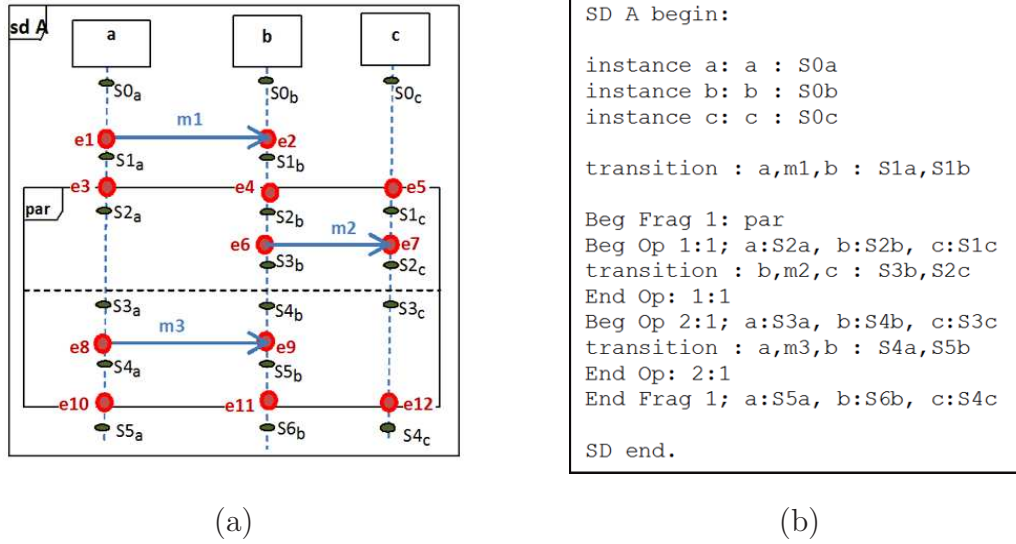 sd A
a
b
c
S0a
S0b
S0c
m1
e1
e2
S1a
S1b
e3
e4
e5
par
S2a
S2b
S1c
m2
e6
e7
S3b
S2c
S3a
S4b
S3c
m3
e8
e9
S4a
S5b
e10
e11
e12
S5a
S6b
S4c
(a)
SD A begin:
instance a: a : S0a
instance b: b : S0b
instance c: c : S0c
transition : a,m1,b : S1a,S1b
Beg Frag 1: par
Beg Op 1:1; a:S2a, b:S2b, c:S1c
transition : b,m2,c : S3b,S2c
End Op: 1:1
Beg Op 2:1; a:S3a, b:S4b, c:S3c
transition : a,m3,b : S4a,S5b
End Op: 2:1
End Frag 1; a:S5a, b:S6b, c:S4c
SD end.
(b)